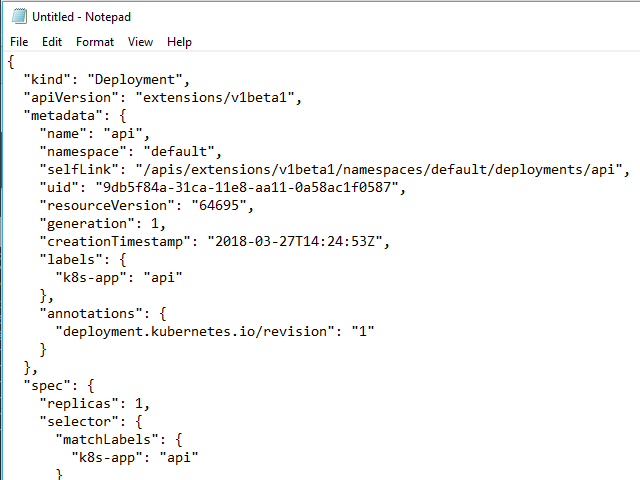 Untitled - Notepad
File Edit Format View Help
{
  "kind": "Deployment",
  "apiVersion": "extensions/v1beta1",
  "metadata": {
    "name": "api",
    "namespace": "default",
    "selfLink": "/apis/extensions/v1beta1/namespaces/default/deployments/api",
    "uid": "9db5f84a-31ca-11e8-aa11-0a58ac1f0587",
    "resourceVersion": "64695",
    "generation": 1,
    "creationTimestamp": "2018-03-27T14:24:53Z",
    "labels": {
      "k8s-app": "api"
    },
    "annotations": {
      "deployment.kubernetes.io/revision": "1"
    }
  },
  "spec": {
    "replicas": 1,
    "selector": {
      "matchLabels": {
        "k8s-app": "api"
      }